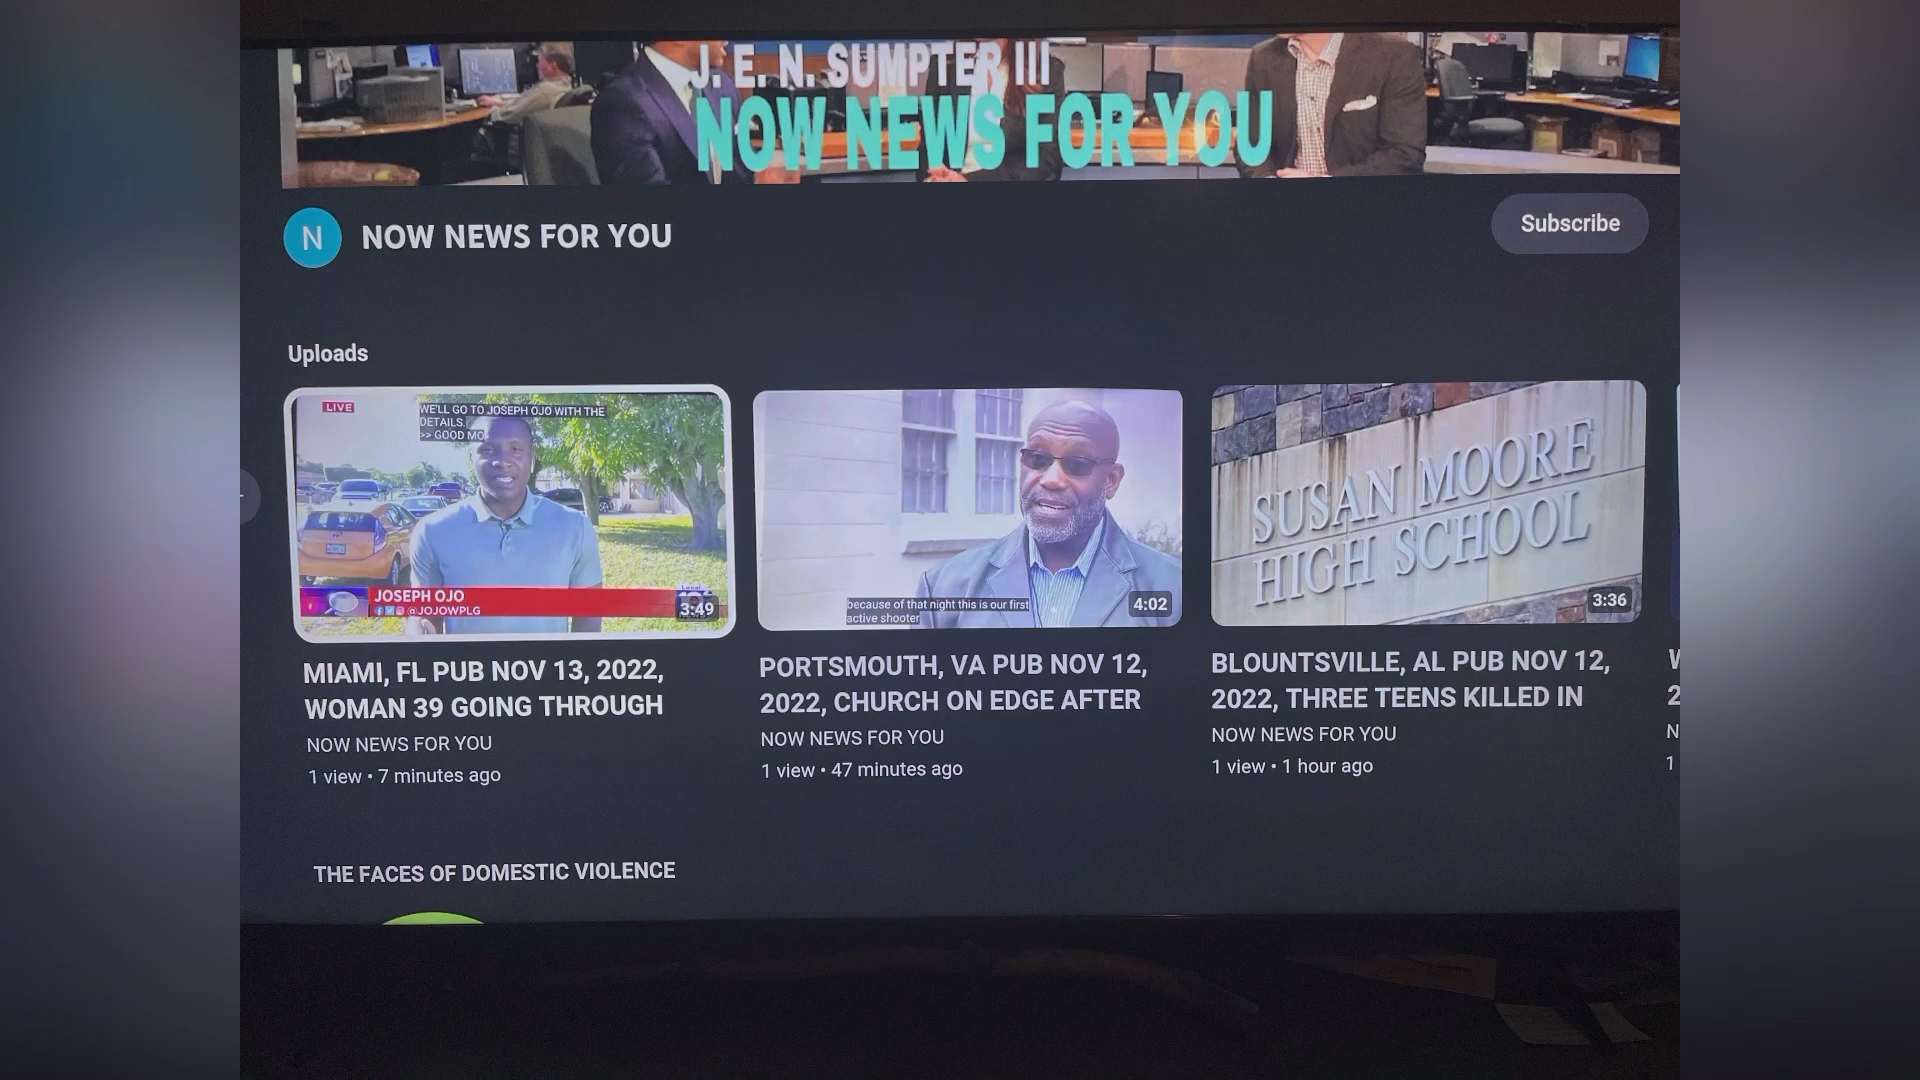 J. E. N. SUMPTER III
NOW NEWS FOR YOU
N
NOW NEWS FOR YOU
Subscribe
Uploads
LIVE
WE'LL GO TO JOSEPH OJO WITH THE
DETAILS.
>> GOOD MO
JOSEPH OJO
@JOJOWPLG
3:49
because of that night this is our first
active shooter
4:02
SUSAN MOORE
HIGH SCHOOL
3:36
MIAMI, FL PUB NOV 13, 2022,
WOMAN 39 GOING THROUGH
NOW NEWS FOR YOU
1 view • 7 minutes ago
PORTSMOUTH, VA PUB NOV 12,
2022, CHURCH ON EDGE AFTER
NOW NEWS FOR YOU
1 view • 47 minutes ago
BLOUNTSVILLE, AL PUB NOV 12,
2022, THREE TEENS KILLED IN
NOW NEWS FOR YOU
1 view • 1 hour ago
THE FACES OF DOMESTIC VIOLENCE